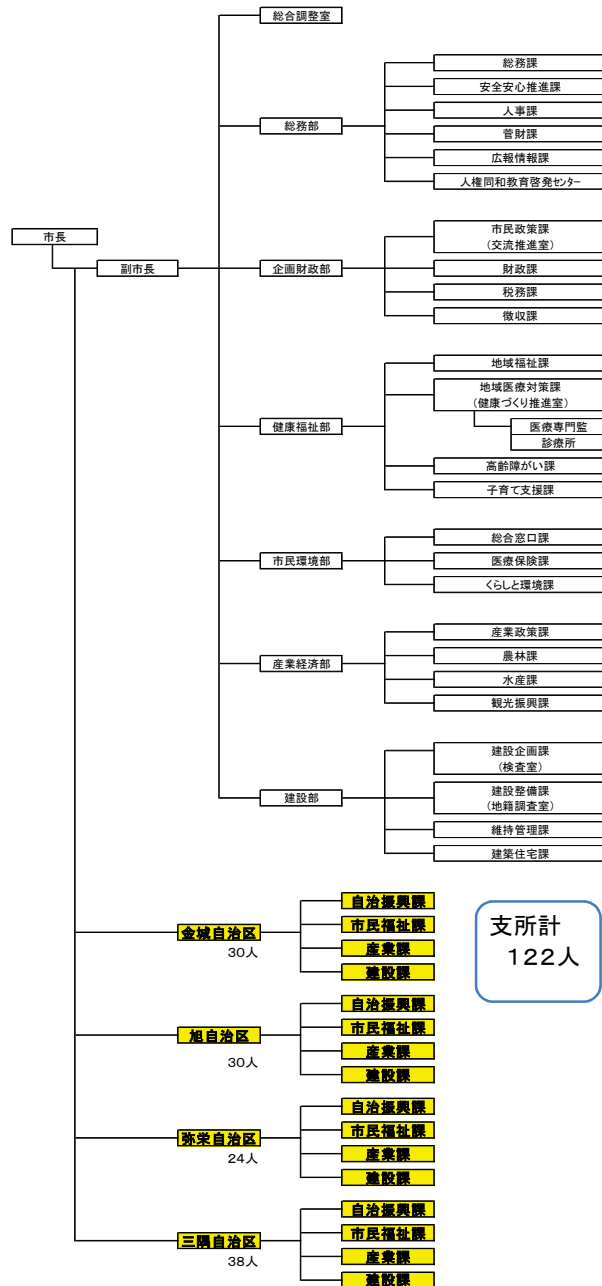 総合調整室
総務課
安全安心推進課
人事課
総務部
管財課
広報情報課
人権同和教育啓発センター
市長
副市長
企画財政部
市民政策課
(交流推進室)
財政課
税務課
徴収課
地域福祉課
地域医療対策課
(健康づくり推進室)
健康福祉部
医療専門監
診療所
高齢障がい課
子育て支援課
総合窓口課
市民環境部
医療保険課
くらしと環境課
産業政策課
農林課
産業経済部
水産課
観光振興課
建設企画課
(検査室)
建設部
建設整備課
(地籍調査室)
維持管理課
建築住宅課
支所計
122人
金城自治区
30人
自治振興課
市民福祉課
産業課
建設課
旭自治区
30人
自治振興課
市民福祉課
産業課
建設課
弥栄自治区
24人
自治振興課
市民福祉課
産業課
建設課
三隅自治区
38人
自治振興課
市民福祉課
産業課
建設課